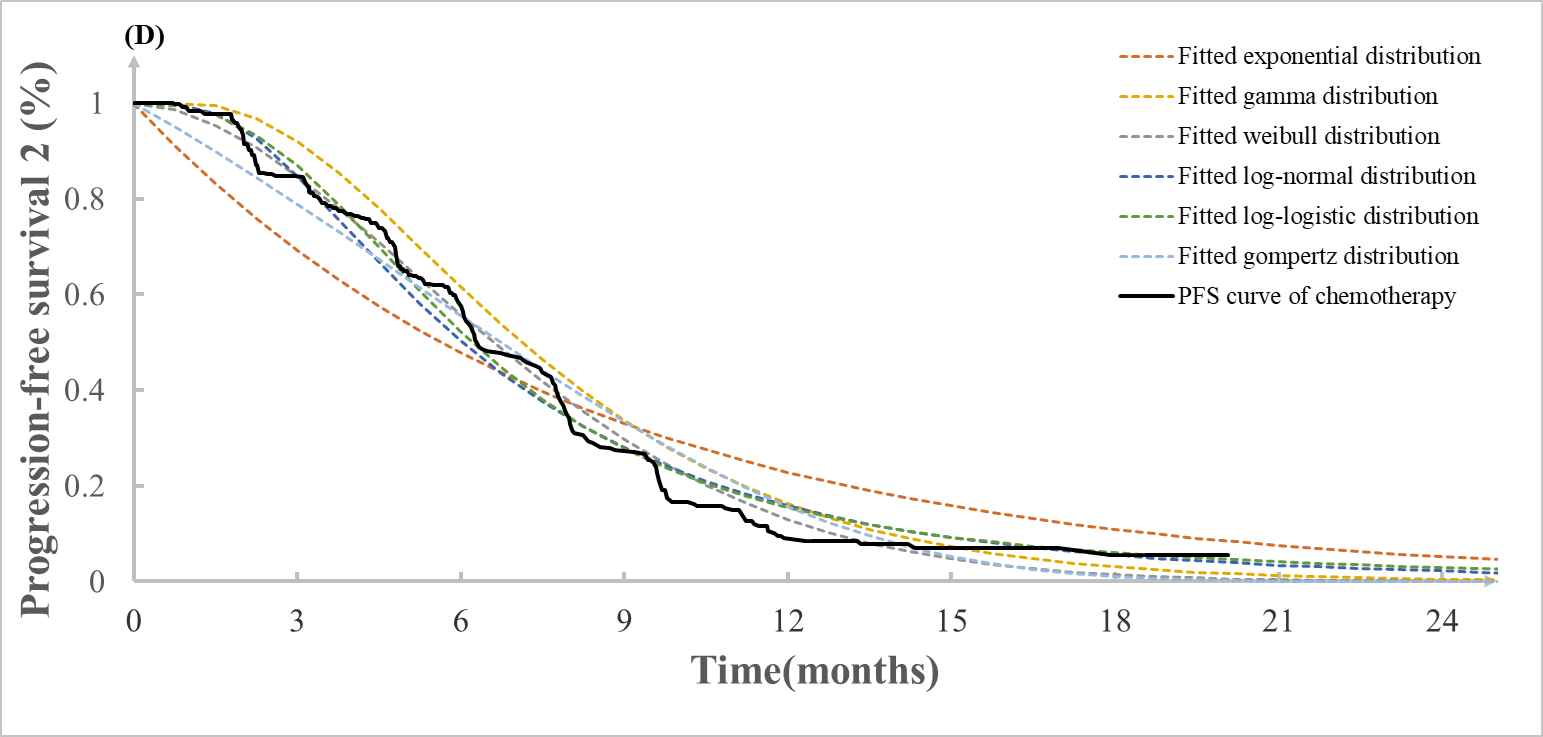 (D)
Progression-free survival 2 (%)
1
0.8
0.6
0.4
0.2
0
0 3 6 9 12 15 18 21 24
Time(months)
Fitted exponential distribution
Fitted gamma distribution
Fitted weibull distribution
Fitted log-normal distribution
Fitted log-logistic distribution
Fitted gompertz distribution
PFS curve of chemotherapy